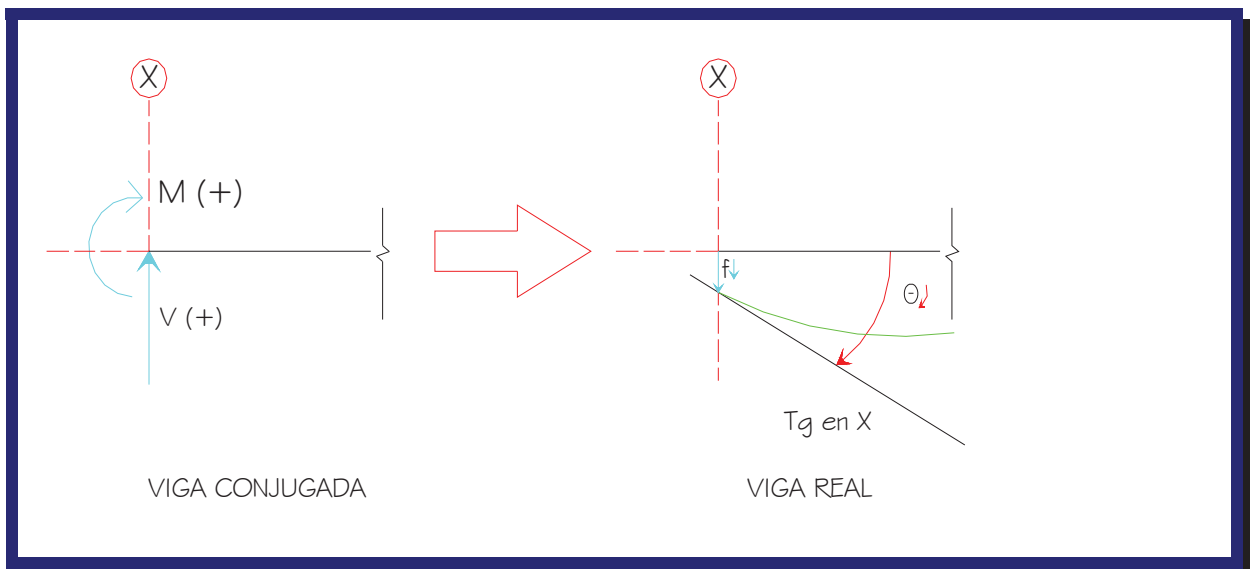 X
M (+)
V (+)
VIGA CONJUGADA
X
f
Θ
Tg en X
VIGA REAL